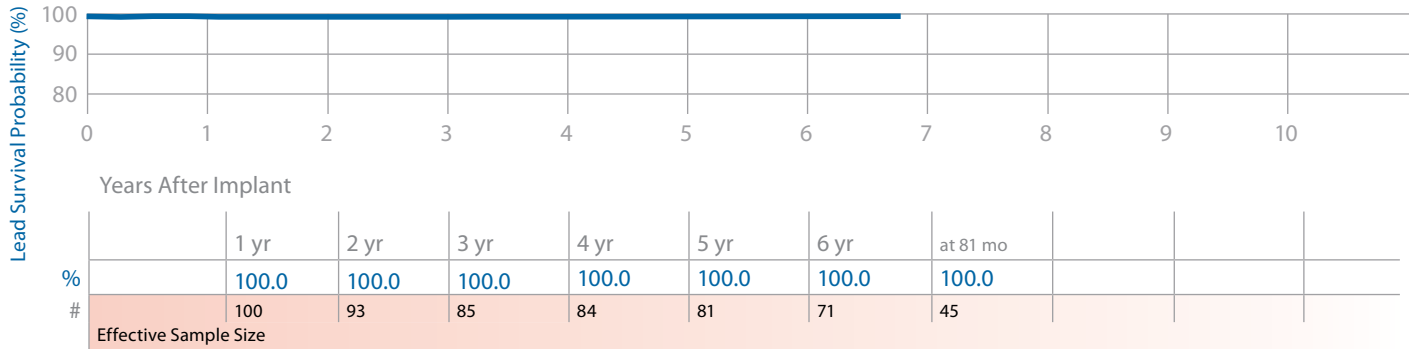 Lead Survival Probability (%)
100
90
80
0 1 2 3 4 5 6 7 8 9 10
Years After Implant
1 yr 2 yr 3 yr 4 yr 5 yr 6 yr at 81 mo
% 100.0 100.0 100.0 100.0 100.0 100.0 100.0
# 100 93 85 84 81 71 45
Effective Sample Size